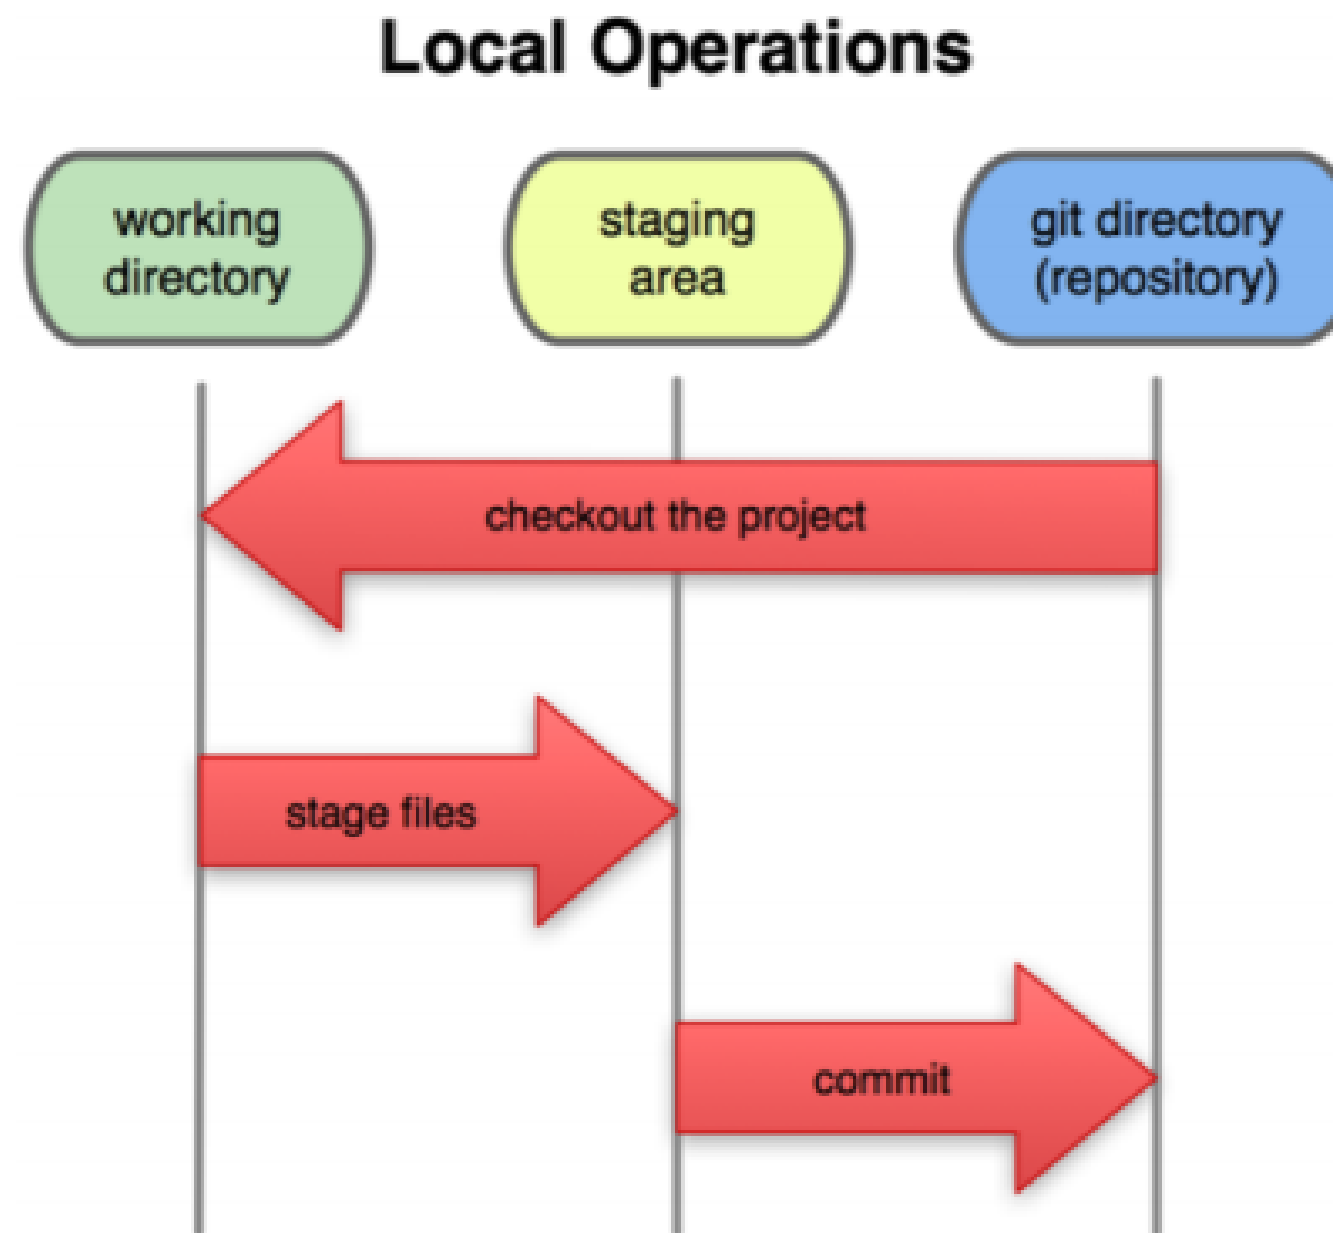 Local Operations
working
directory
staging
area
git directory
(repository)
checkout the project
stage files
commit